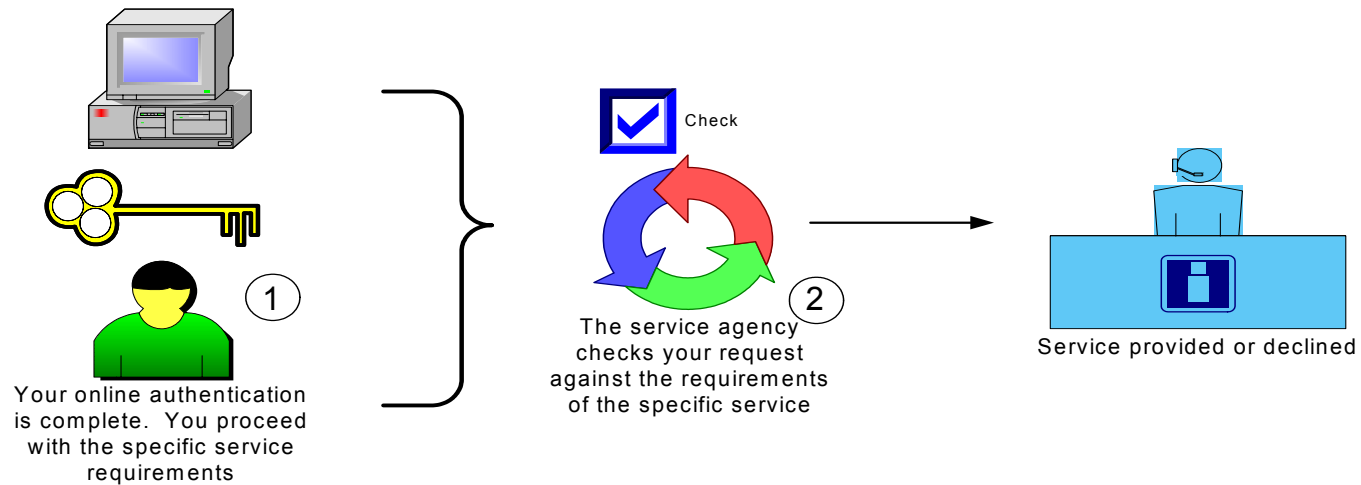 1
Your online authentication
is complete. You proceed
with the specific service
requirements
Check
2
The service agency
checks your request
against the requirements
of the specific service
Service provided or declined